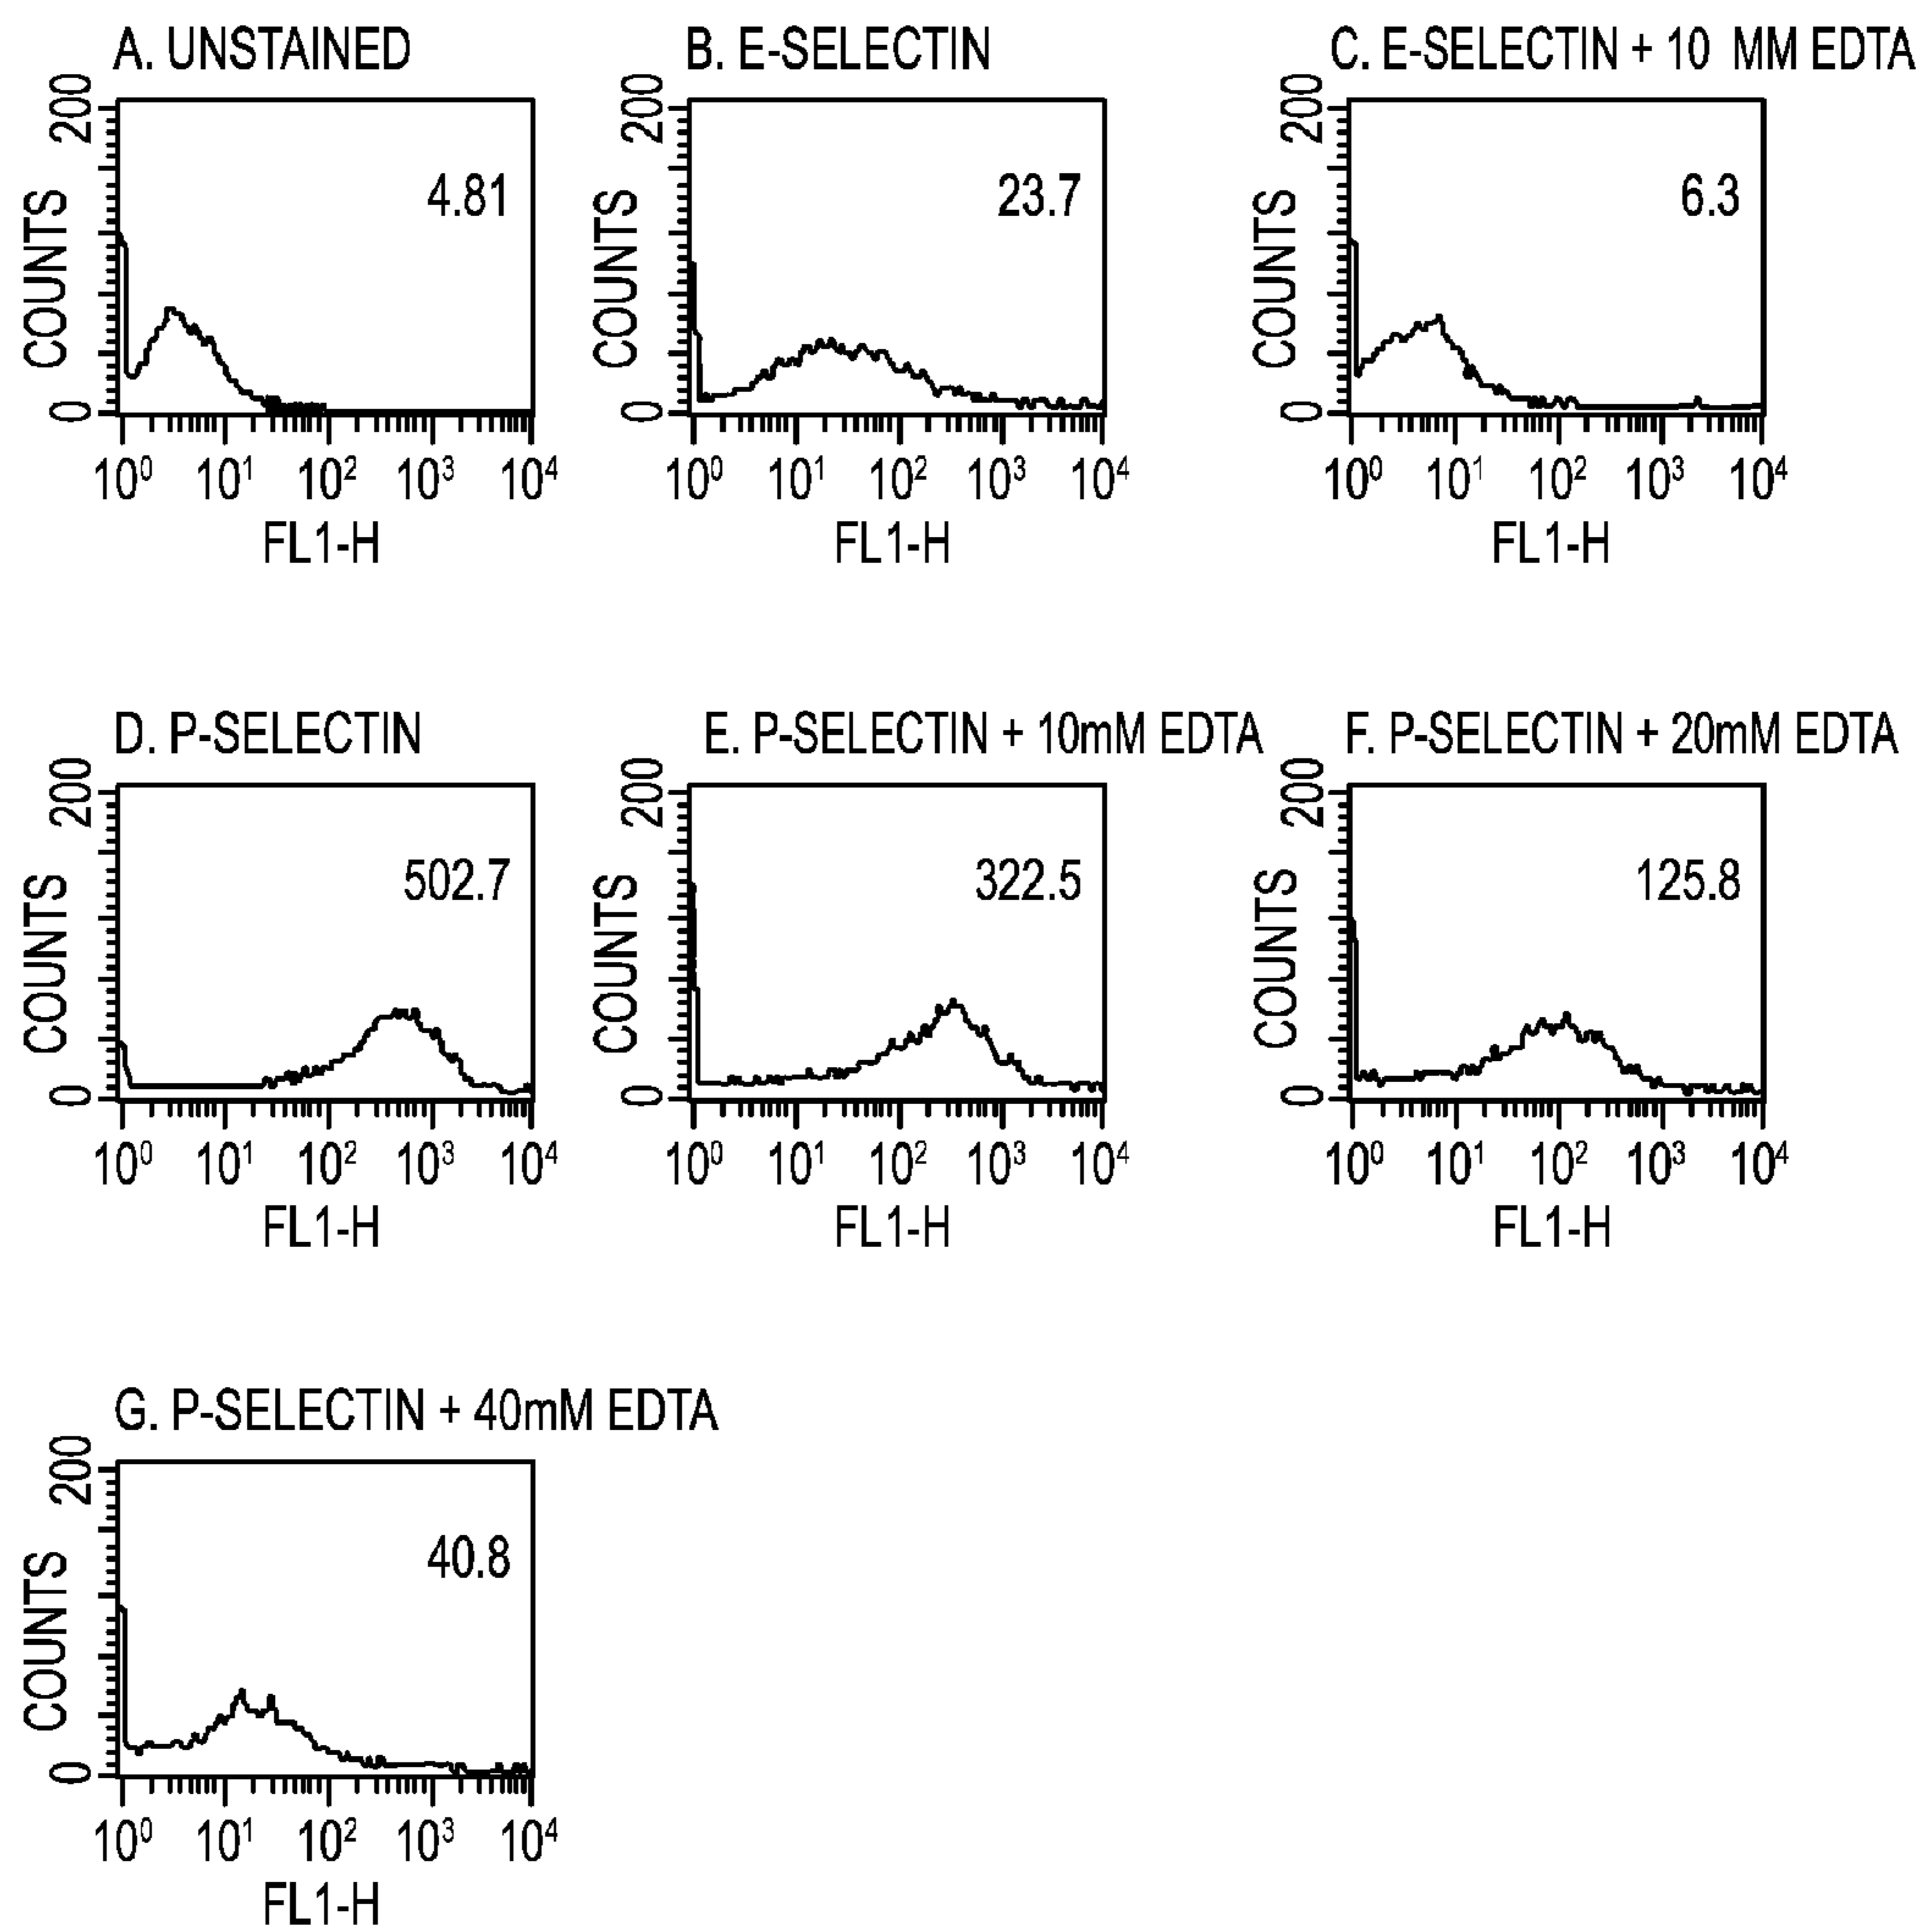 A. UNSTAINED
200
COUNTS
0
4.81
10⁰ 10¹ 10² 10³ 10⁴
FL1-H
B. E-SELECTIN
200
COUNTS
0
23.7
10⁰ 10¹ 10² 10³ 10⁴
FL1-H
C. E-SELECTIN + 10 MM EDTA
200
COUNTS
0
6.3
10⁰ 10¹ 10² 10³ 10⁴
FL1-H
D. P-SELECTIN
200
COUNTS
0
502.7
10⁰ 10¹ 10² 10³ 10⁴
FL1-H
E. P-SELECTIN + 10mM EDTA
200
COUNTS
0
322.5
10⁰ 10¹ 10² 10³ 10⁴
FL1-H
F. P-SELECTIN + 20mM EDTA
200
COUNTS
0
125.8
10⁰ 10¹ 10² 10³ 10⁴
FL1-H
G. P-SELECTIN + 40mM EDTA
200
COUNTS
0
40.8
10⁰ 10¹ 10² 10³ 10⁴
FL1-H